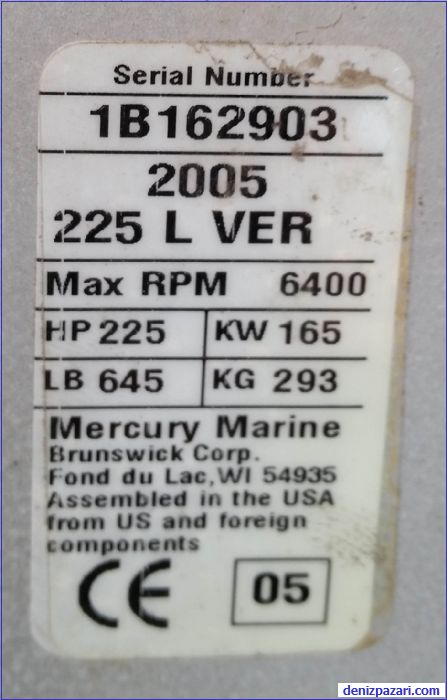 Serial Number
1B162903
2005
225 L VER
Max RPM 6400
HP 225 KW 165
LB 645 KG 293
Mercury Marine
Brunswick Corp.
Fond du Lac, WI 54935
Assembled in the USA
from US and foreign
components
CE 05
denizpazari.com